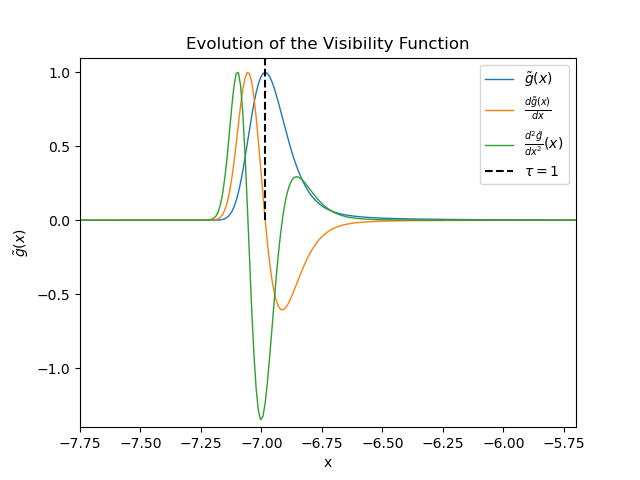 Evolution of the Visibility Function
g̃(x)
dg̃(x)/dx
d²g̃/dx² (x)
τ = 1
1.0
0.5
0.0
−0.5
−1.0
g̃(x)
−7.75 −7.50 −7.25 −7.00 −6.75 −6.50 −6.25 −6.00 −5.75
x